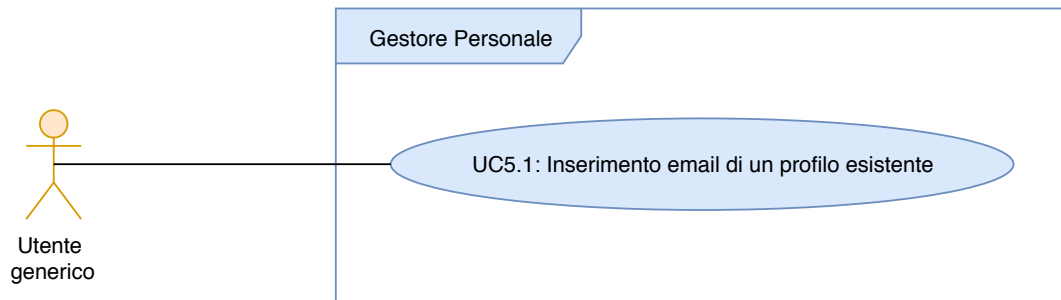 Gestore Personale
UC5.1: Inserimento email di un profilo esistente
Utente
generico